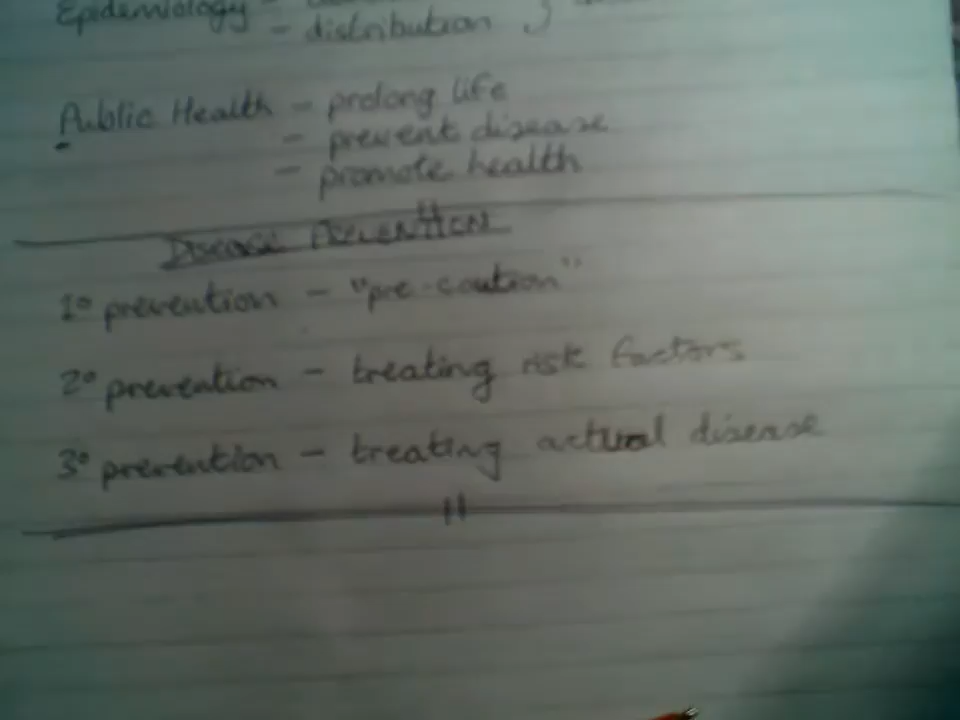 Epidemiology -
- distribution }
Public Health - prolong life
- prevent disease
- promote health
DISEASE PREVENTION
1° prevention - "pre-caution"
2° prevention - treating risk factors
3° prevention - treating actual disease